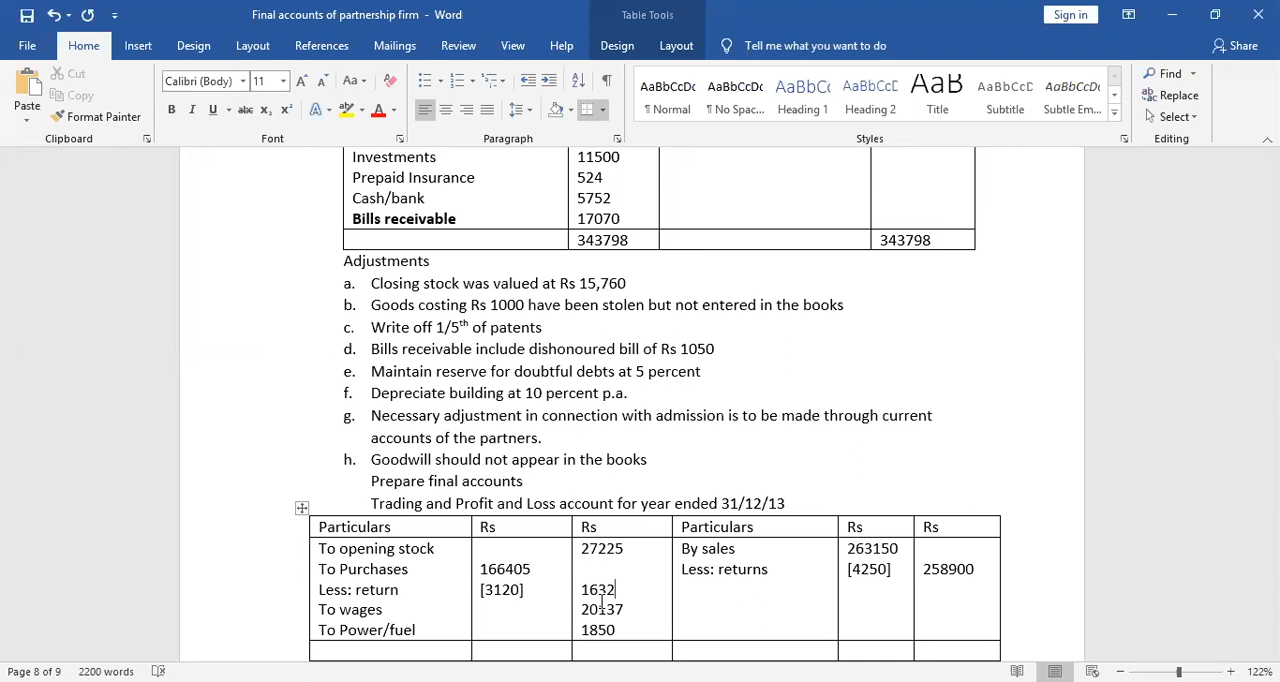 Final accounts of partnership firm - Word
Table Tools
Sign in
File Home Insert Design Layout References Mailings Review View Help Design Layout Tell me what you want to do Share
Cut
Copy
Format Painter
Paste
Calibri (Body) 11
Clipboard Font Paragraph Styles Editing
AaBbCcDc AaBbCcDc AaBbCc AaBbCcC AaB AaBbCcC AaBbCcDc
¶ Normal ¶ No Spac... Heading 1 Heading 2 Title Subtitle Subtle Em...
Find
Replace
Select
Investments 11500
Prepaid Insurance 524
Cash/bank 5752
Bills receivable 17070
343798 343798
Adjustments
a. Closing stock was valued at Rs 15,760
b. Goods costing Rs 1000 have been stolen but not entered in the books
c. Write off 1/5th of patents
d. Bills receivable include dishonoured bill of Rs 1050
e. Maintain reserve for doubtful debts at 5 percent
f. Depreciate building at 10 percent p.a.
g. Necessary adjustment in connection with admission is to be made through current
accounts of the partners.
h. Goodwill should not appear in the books
Prepare final accounts
Trading and Profit and Loss account for year ended 31/12/13
Particulars Rs Rs Particulars Rs Rs
To opening stock 27225 By sales 263150
To Purchases 166405 Less: returns [4250] 258900
Less: return [3120] 1632
To wages 20137
To Power/fuel 1850
Page 8 of 9 2200 words 122%